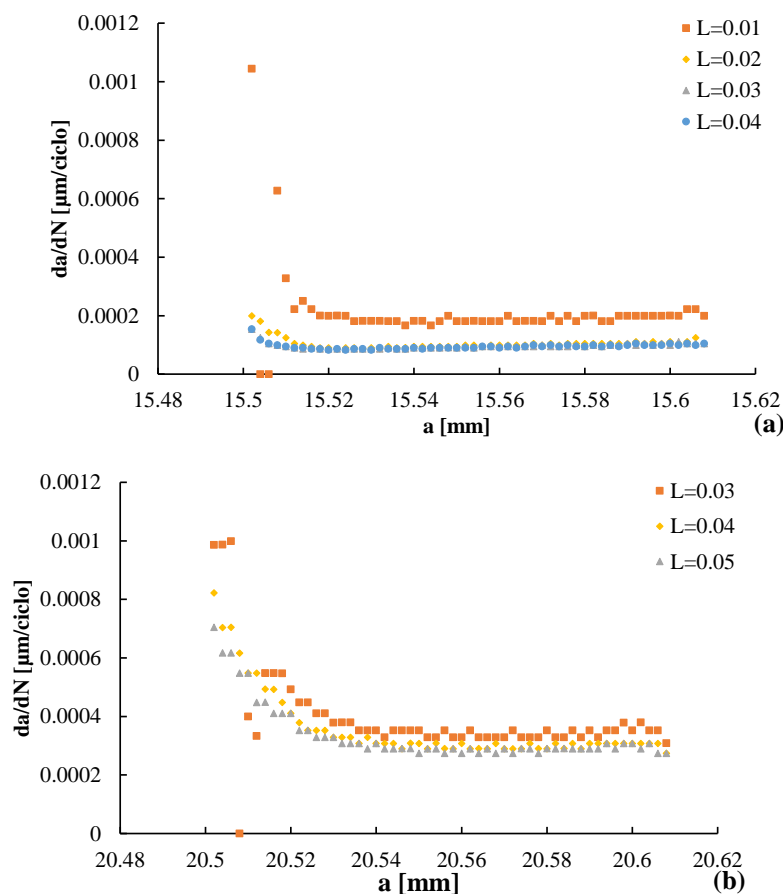 0.0012
0.001
0.0008
0.0006
0.0004
0.0002
0
da/dN [µm/ciclo]
15.48 15.5 15.52 15.54 15.56 15.58 15.6 15.62
a [mm]
(a)
L=0.01
L=0.02
L=0.03
L=0.04
0.0012
0.001
0.0008
0.0006
0.0004
0.0002
0
da/dN [µm/ciclo]
20.48 20.5 20.52 20.54 20.56 20.58 20.6 20.62
a [mm]
(b)
L=0.03
L=0.04
L=0.05